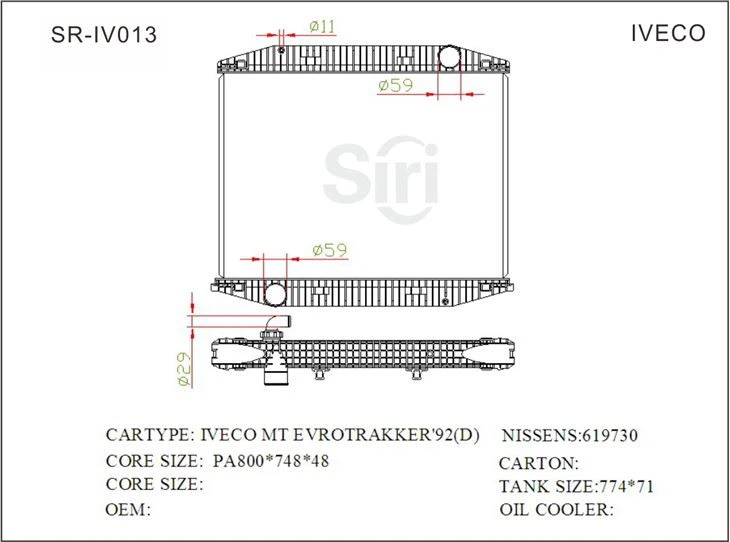 SR-IV013
IVECO
ø11
ø59
Siri
ø59
ø29
CARTYPE: IVECO MT EVROTRAKKER'92(D)
NISSENS:619730
CORE SIZE: PA800*748*48
CARTON:
CORE SIZE:
TANK SIZE:774*71
OEM:
OIL COOLER: